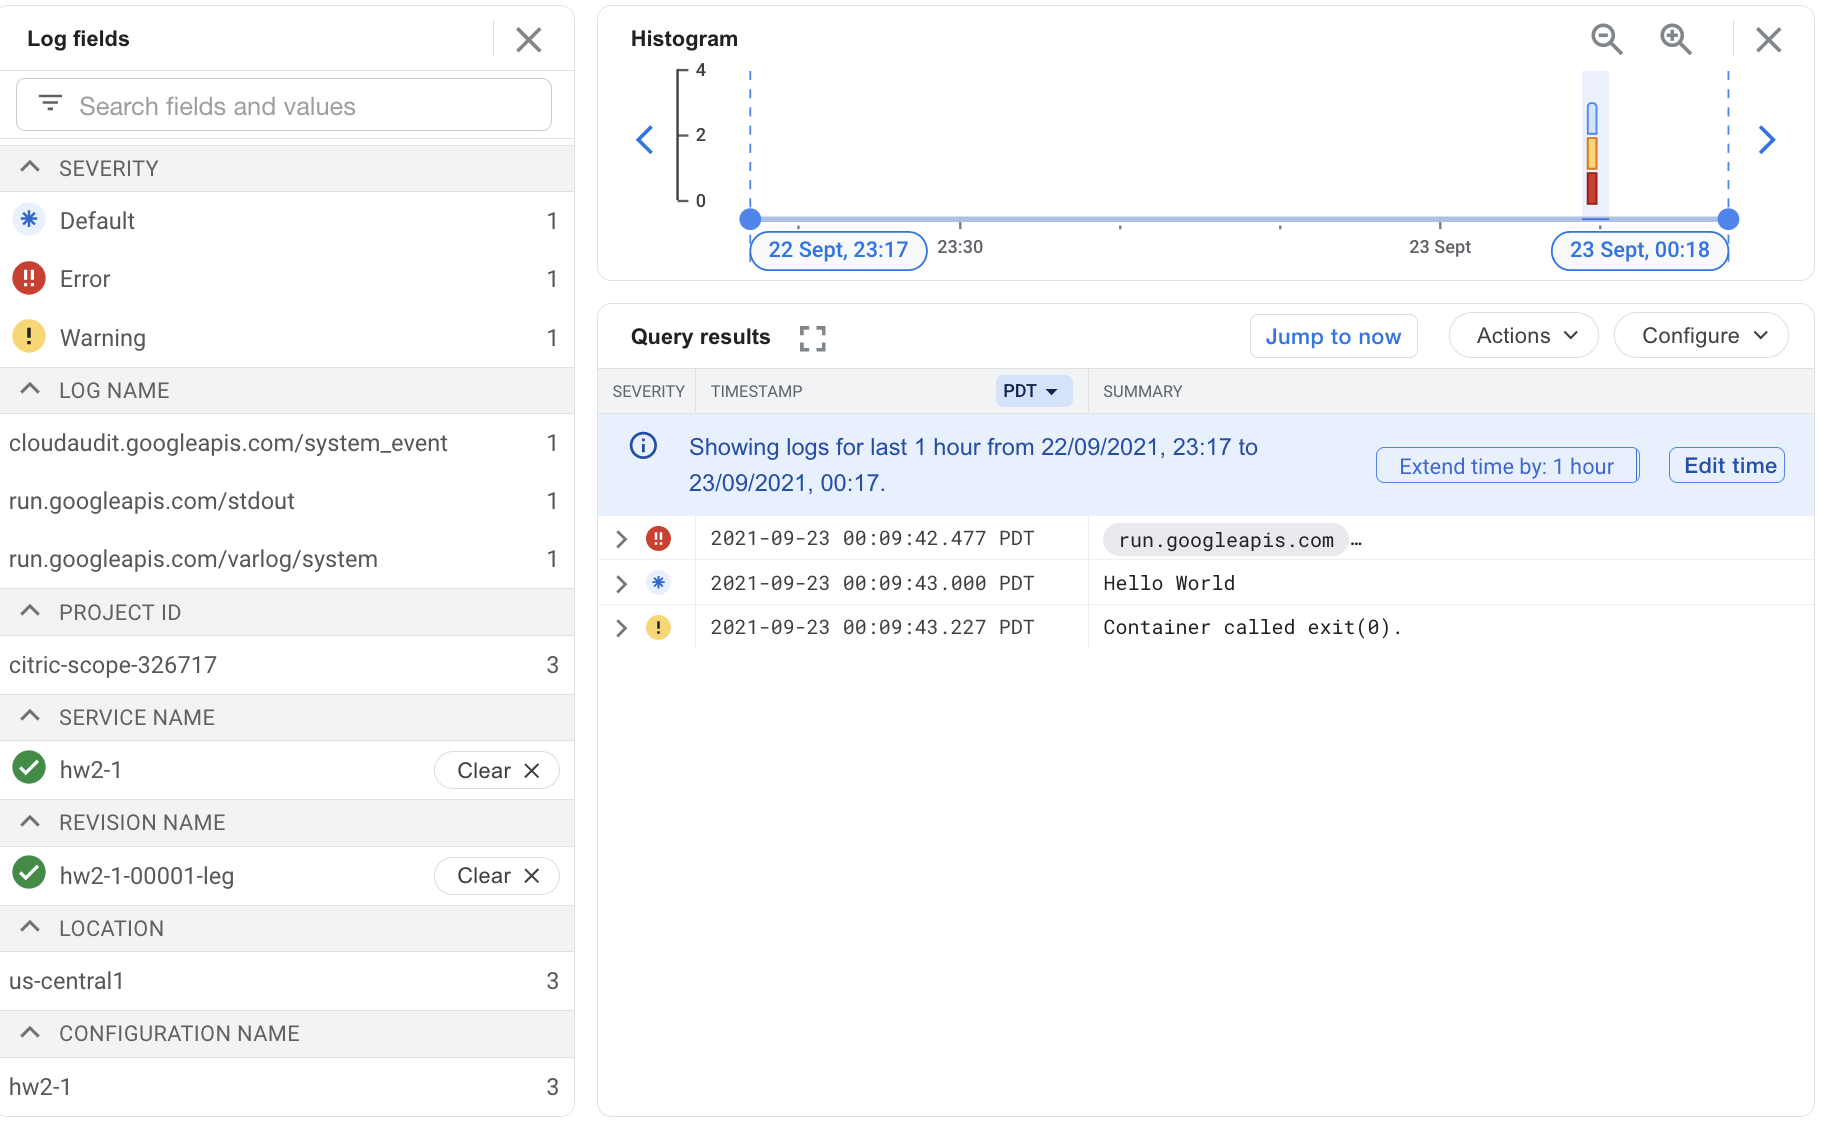 Log fields
Search fields and values
SEVERITY
Default 1
Error 1
Warning 1
LOG NAME
cloudaudit.googleapis.com/system_event 1
run.googleapis.com/stdout 1
run.googleapis.com/varlog/system 1
PROJECT ID
citric-scope-326717 3
SERVICE NAME
hw2-1 Clear
REVISION NAME
hw2-1-00001-leg Clear
LOCATION
us-central1 3
CONFIGURATION NAME
hw2-1 3
Histogram
4
2
0
22 Sept, 23:17 23:30 23 Sept 23 Sept, 00:18
Query results Jump to now Actions Configure
SEVERITY TIMESTAMP PDT SUMMARY
Showing logs for last 1 hour from 22/09/2021, 23:17 to
23/09/2021, 00:17.
Extend time by: 1 hour Edit time
2021-09-23 00:09:42.477 PDT run.googleapis.com …
2021-09-23 00:09:43.000 PDT Hello World
2021-09-23 00:09:43.227 PDT Container called exit(0).